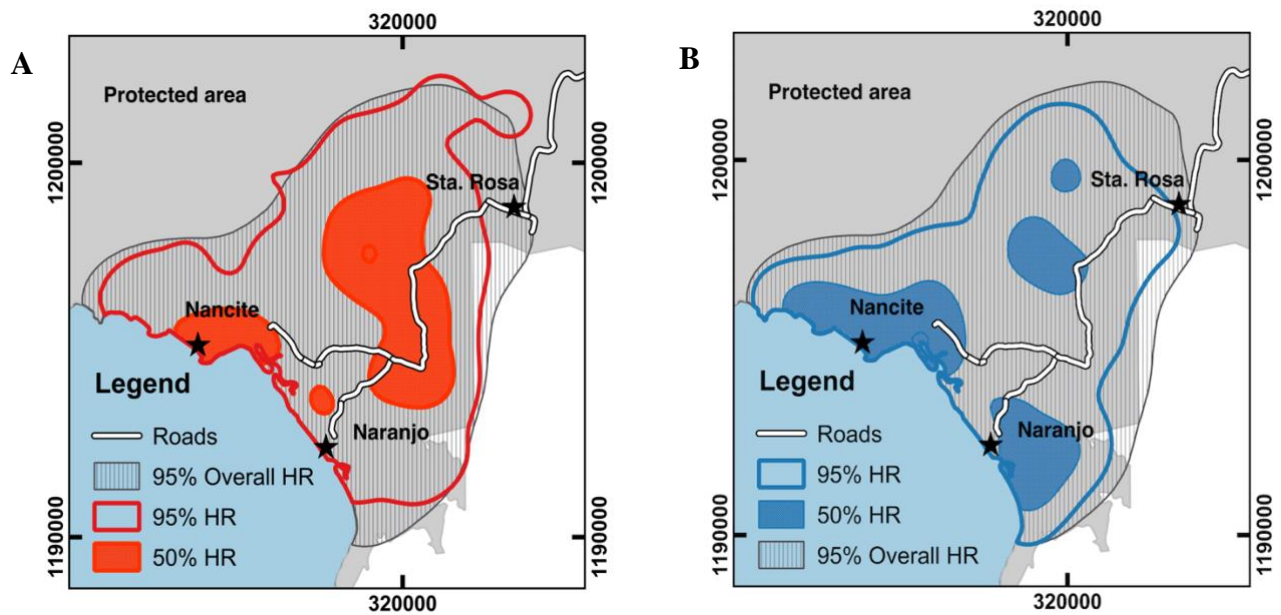 A
320000
Protected area
1200000
1200000
Sta. Rosa
Nancite
Legend
Roads
Naranjo
95% Overall HR
95% HR
50% HR
1190000
1190000
320000
B
320000
Protected area
1200000
1200000
Sta. Rosa
Nancite
Legend
Roads
Naranjo
95% HR
50% HR
95% Overall HR
1190000
1190000
320000